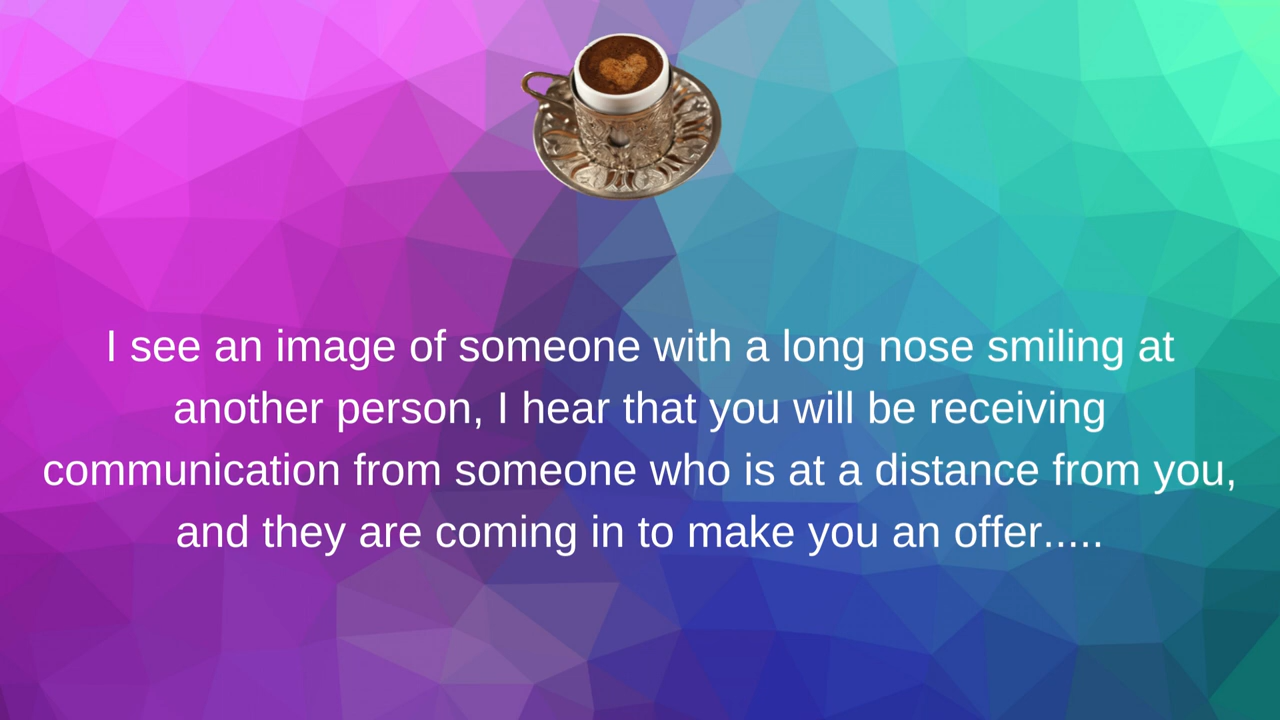 I see an image of someone with a long nose smiling at
another person, I hear that you will be receiving
communication from someone who is at a distance from you,
and they are coming in to make you an offer.....